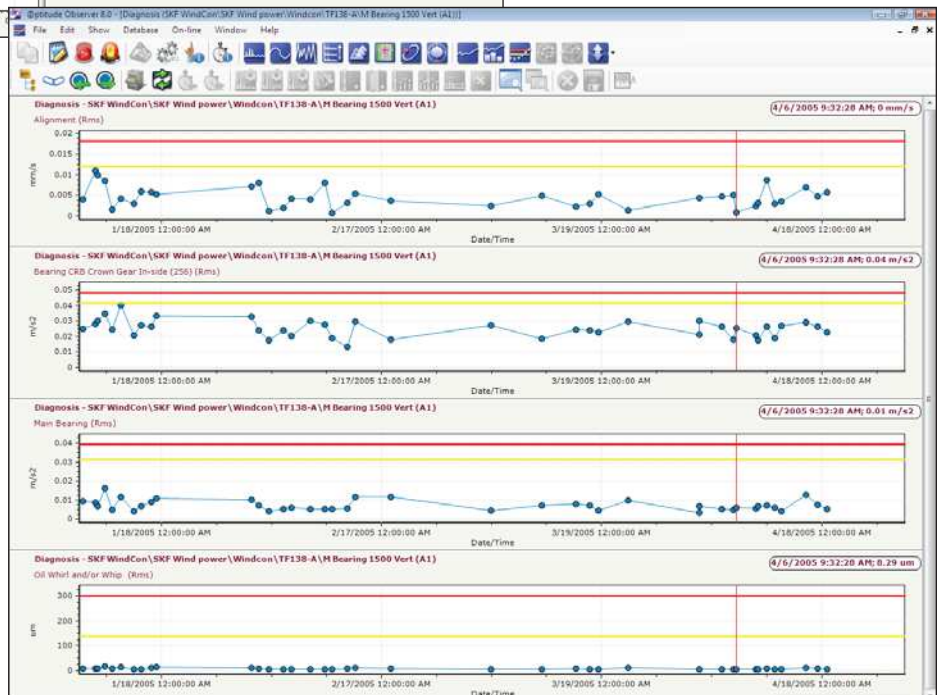 @ptitude Observer 8.0 - [Diagnosis (SKF WindCon\SKF Wind power\Windcon\TF138-A\M Bearing 1500 Vert (A1))]
File Edit Show Database On-line Window Help
Diagnosis - SKF WindCon\SKF Wind power\Windcon\TF138-A\M Bearing 1500 Vert (A1)
4/6/2005 9:32:28 AM; 0 mm/s
Alignment (Rms)
0.02
0.015
0.01
0.005
0
mm/s
1/18/2005 12:00:00 AM 2/17/2005 12:00:00 AM 3/19/2005 12:00:00 AM 4/18/2005 12:00:00 AM
Date/Time
Diagnosis - SKF WindCon\SKF Wind power\Windcon\TF138-A\M Bearing 1500 Vert (A1)
4/6/2005 9:32:28 AM; 0.04 m/s2
Bearing CRB Crown Gear In-side (256) (Rms)
0.05
0.04
0.03
0.02
0.01
0
m/s2
1/18/2005 12:00:00 AM 2/17/2005 12:00:00 AM 3/19/2005 12:00:00 AM 4/18/2005 12:00:00 AM
Date/Time
Diagnosis - SKF WindCon\SKF Wind power\Windcon\TF138-A\M Bearing 1500 Vert (A1)
4/6/2005 9:32:28 AM; 0.01 m/s2
Main Bearing (Rms)
0.04
0.03
0.02
0.01
0
m/s2
1/18/2005 12:00:00 AM 2/17/2005 12:00:00 AM 3/19/2005 12:00:00 AM 4/18/2005 12:00:00 AM
Date/Time
Diagnosis - SKF WindCon\SKF Wind power\Windcon\TF138-A\M Bearing 1500 Vert (A1)
4/6/2005 9:32:28 AM; 8.29 um
Oil Whirl and/or Whip (Rms)
300
200
100
0
um
1/18/2005 12:00:00 AM 2/17/2005 12:00:00 AM 3/19/2005 12:00:00 AM 4/18/2005 12:00:00 AM
Date/Time